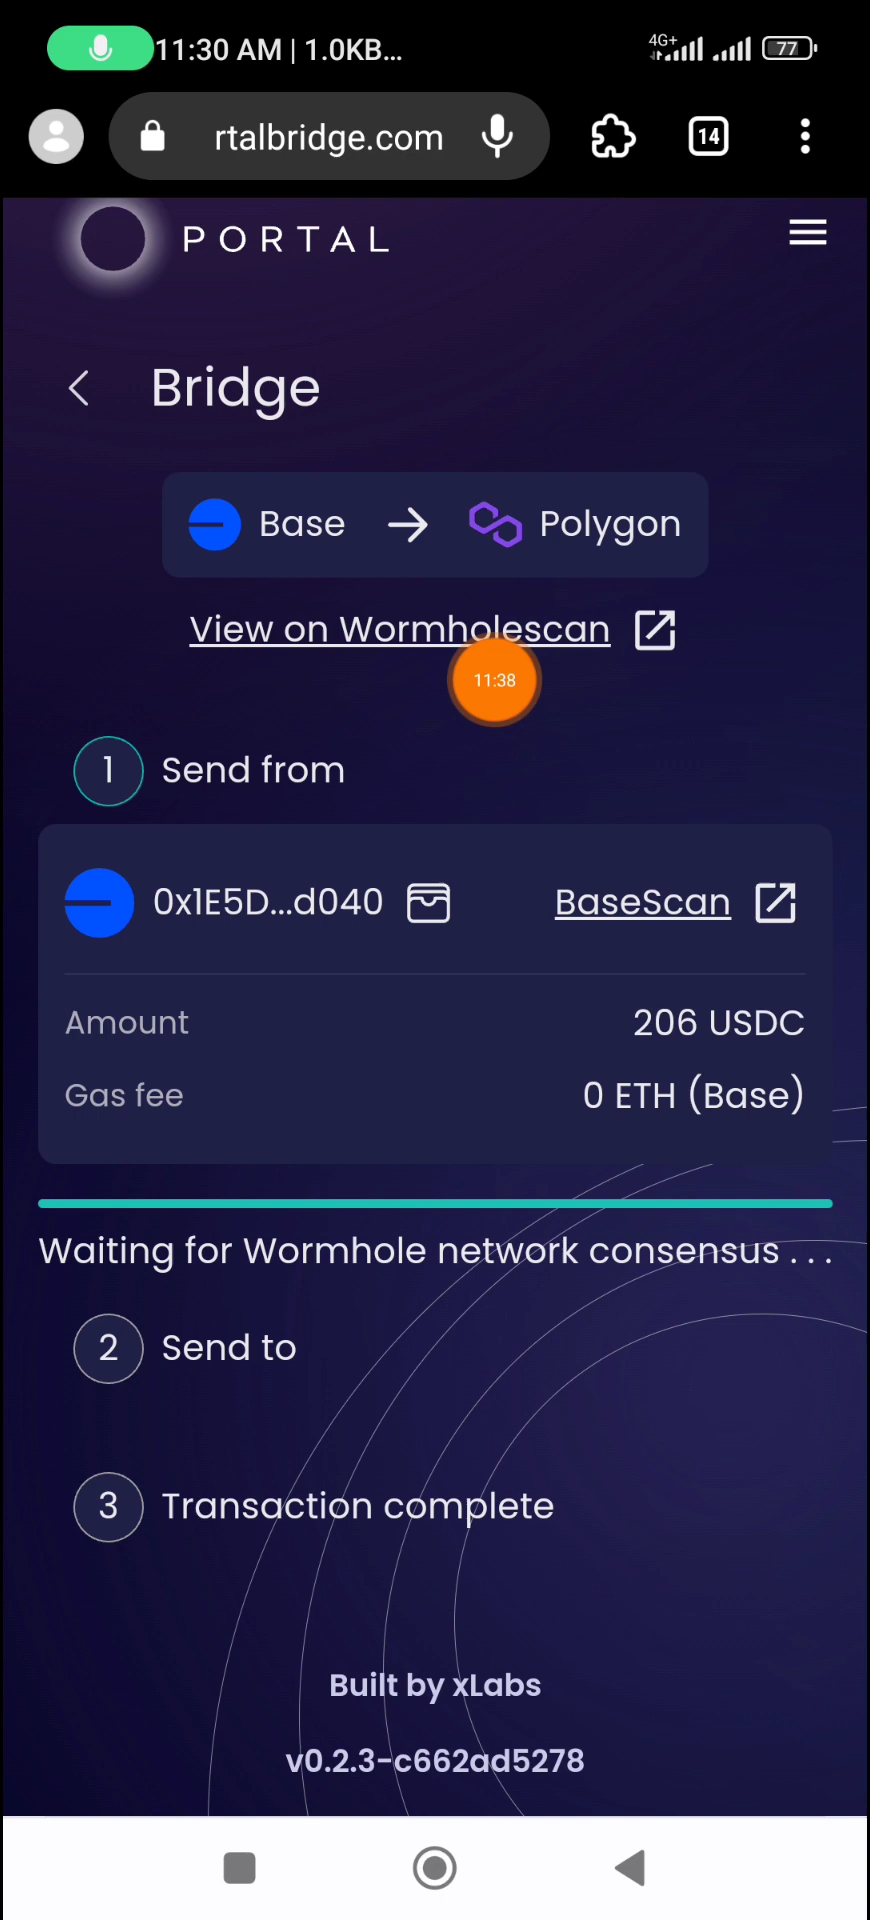 11:30 AM | 1.0KB...
4G+
77
rtalbridge.com
14
PORTAL
Bridge
Base → Polygon
View on Wormholescan
11:38
1 Send from
0x1E5D...d040 BaseScan
Amount 206 USDC
Gas fee 0 ETH (Base)
Waiting for Wormhole network consensus . . .
2 Send to
3 Transaction complete
Built by xLabs
v0.2.3-c662ad5278